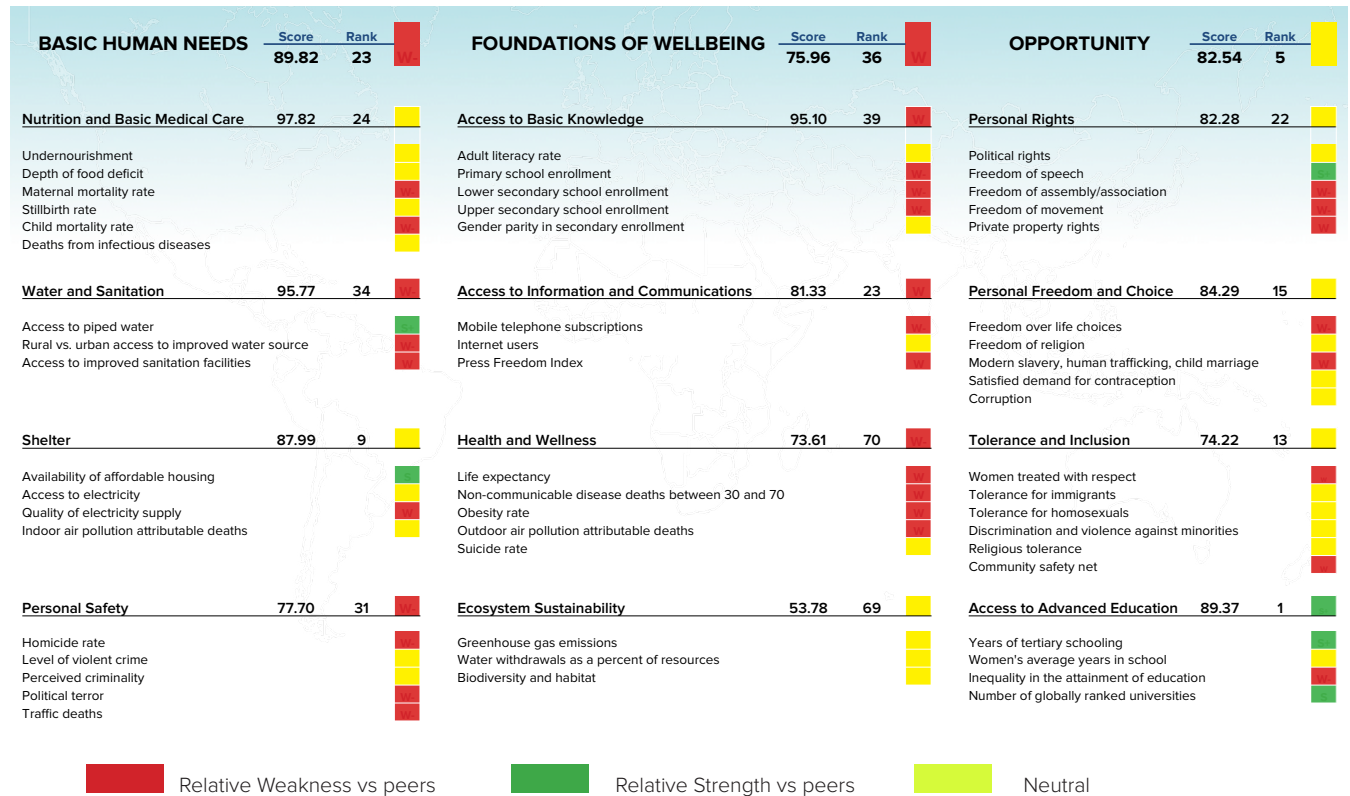 BASIC HUMAN NEEDS Score Rank
89.82 23 W-
Nutrition and Basic Medical Care 97.82 24
Undernourishment
Depth of food deficit
Maternal mortality rate W-
Stillbirth rate
Child mortality rate W-
Deaths from infectious diseases
Water and Sanitation 95.77 34 W-
Access to piped water S+
Rural vs. urban access to improved water source W-
Access to improved sanitation facilities W
Shelter 87.99 9
Availability of affordable housing S
Access to electricity
Quality of electricity supply W
Indoor air pollution attributable deaths
Personal Safety 77.70 31 W-
Homicide rate W-
Level of violent crime
Perceived criminality
Political terror W-
Traffic deaths W-
FOUNDATIONS OF WELLBEING Score Rank
75.96 36 W
Access to Basic Knowledge 95.10 39 W
Adult literacy rate
Primary school enrollment W-
Lower secondary school enrollment W-
Upper secondary school enrollment W-
Gender parity in secondary enrollment
Access to Information and Communications 81.33 23 W
Mobile telephone subscriptions W-
Internet users
Press Freedom Index W
Health and Wellness 73.61 70 W-
Life expectancy W
Non-communicable disease deaths between 30 and 70 W
Obesity rate W-
Outdoor air pollution attributable deaths W
Suicide rate
Ecosystem Sustainability 53.78 69
Greenhouse gas emissions
Water withdrawals as a percent of resources
Biodiversity and habitat
OPPORTUNITY Score Rank
82.54 5
Personal Rights 82.28 22
Political rights
Freedom of speech S+
Freedom of assembly/association W-
Freedom of movement W-
Private property rights W
Personal Freedom and Choice 84.29 15
Freedom over life choices W-
Freedom of religion
Modern slavery, human trafficking, child marriage W
Satisfied demand for contraception
Corruption
Tolerance and Inclusion 74.22 13
Women treated with respect
Tolerance for immigrants
Tolerance for homosexuals
Discrimination and violence against minorities
Religious tolerance
Community safety net
Access to Advanced Education 89.37 1
Years of tertiary schooling S+
Women's average years in school
Inequality in the attainment of education W-
Number of globally ranked universities S
Relative Weakness vs peers Relative Strength vs peers Neutral